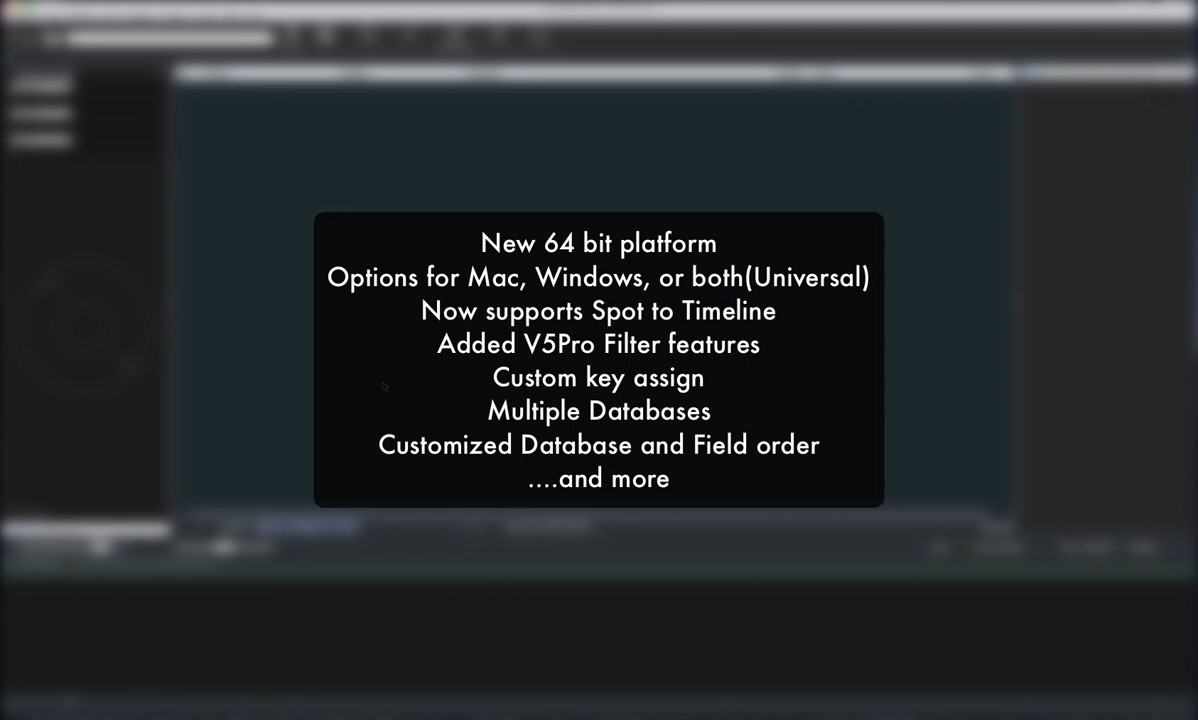 New 64 bit platform
Options for Mac, Windows, or both(Universal)
Now supports Spot to Timeline
Added V5Pro Filter features
Custom key assign
Multiple Databases
Customized Database and Field order
....and more